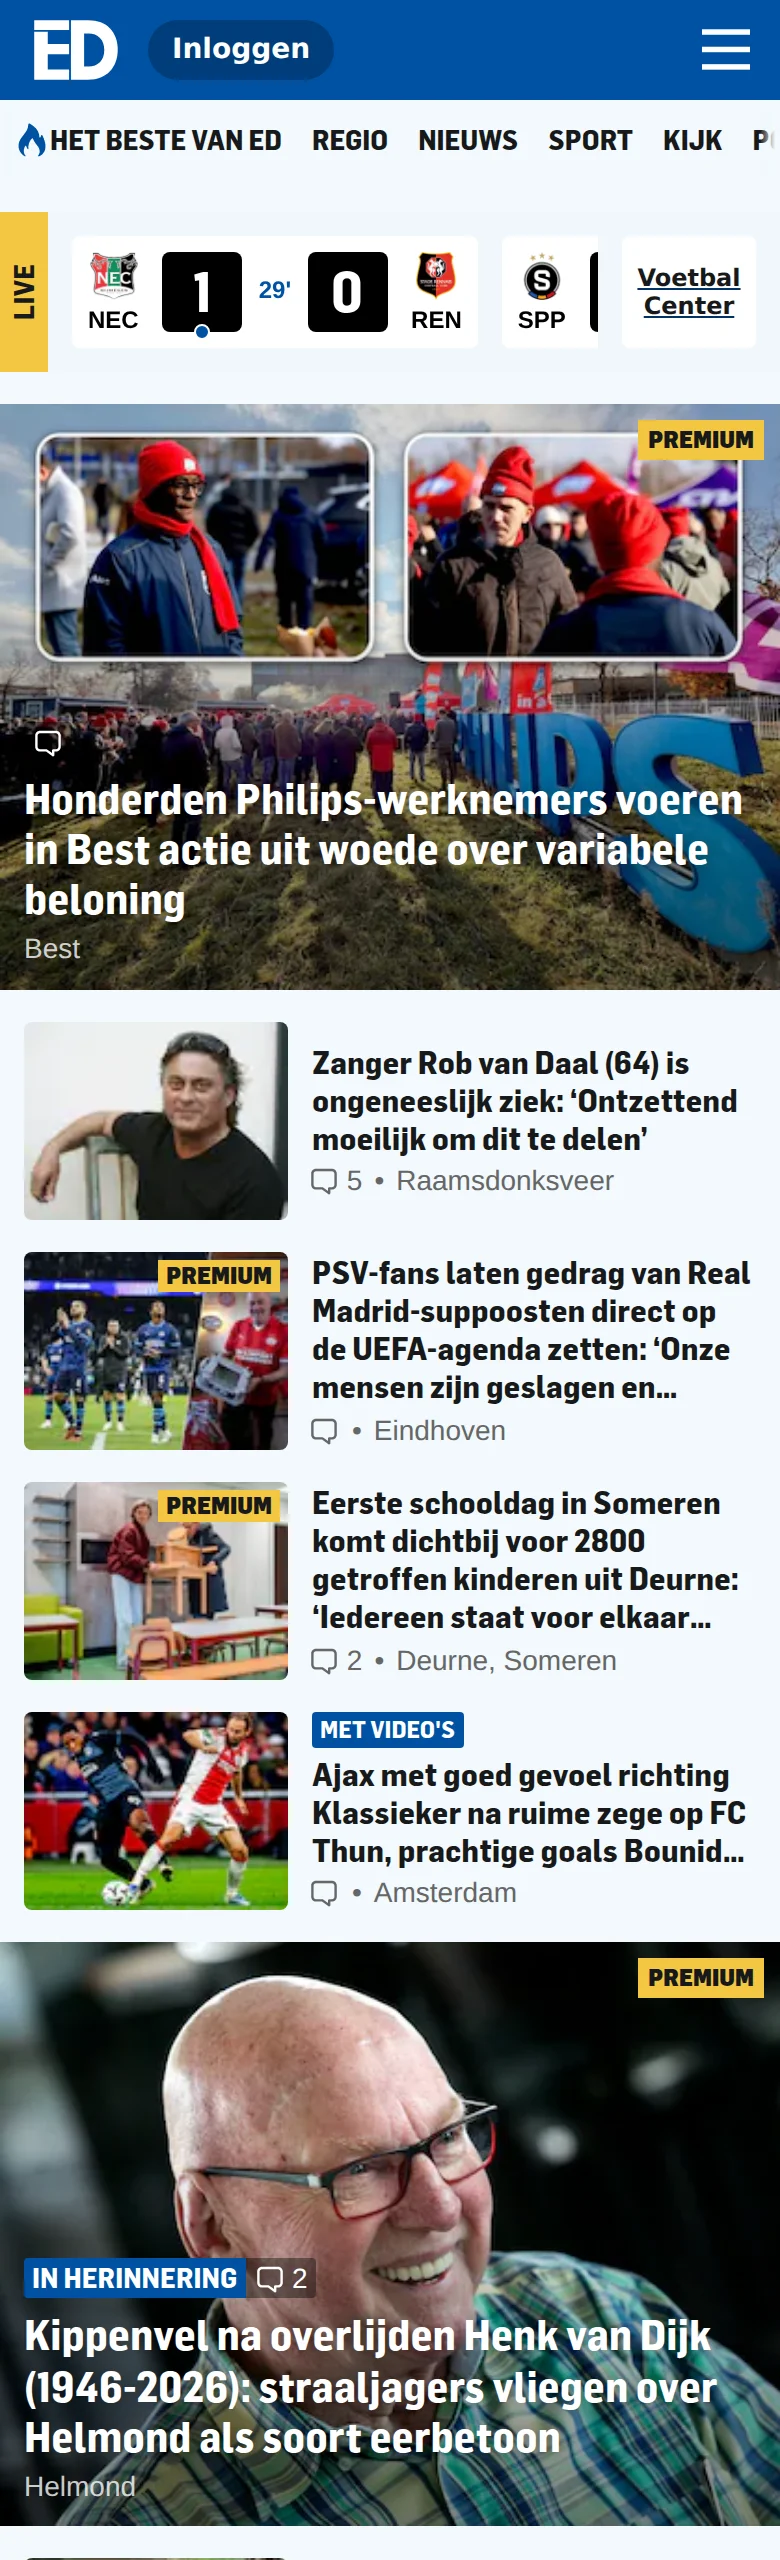 ED Inloggen
HET BESTE VAN ED REGIO NIEUWS SPORT KIJK
LIVE
NEC 1 29' 0 REN
SPP
Voetbal
Center
PREMIUM
Honderden Philips-werknemers voeren
in Best actie uit woede over variabele
beloning
Best
Zanger Rob van Daal (64) is
ongeneeslijk ziek: ‘Ontzettend
moeilijk om dit te delen’
5 • Raamsdonksveer
PREMIUM
PSV-fans laten gedrag van Real
Madrid-suppoosten direct op
de UEFA-agenda zetten: ‘Onze
mensen zijn geslagen en...
• Eindhoven
PREMIUM
Eerste schooldag in Someren
komt dichtbij voor 2800
getroffen kinderen uit Deurne:
‘Iedereen staat voor elkaar...
2 • Deurne, Someren
MET VIDEO'S
Ajax met goed gevoel richting
Klassieker na ruime zege op FC
Thun, prachtige goals Bounid...
• Amsterdam
PREMIUM
IN HERINNERING 2
Kippenvel na overlijden Henk van Dijk
(1946-2026): straaljagers vliegen over
Helmond als soort eerbetoon
Helmond